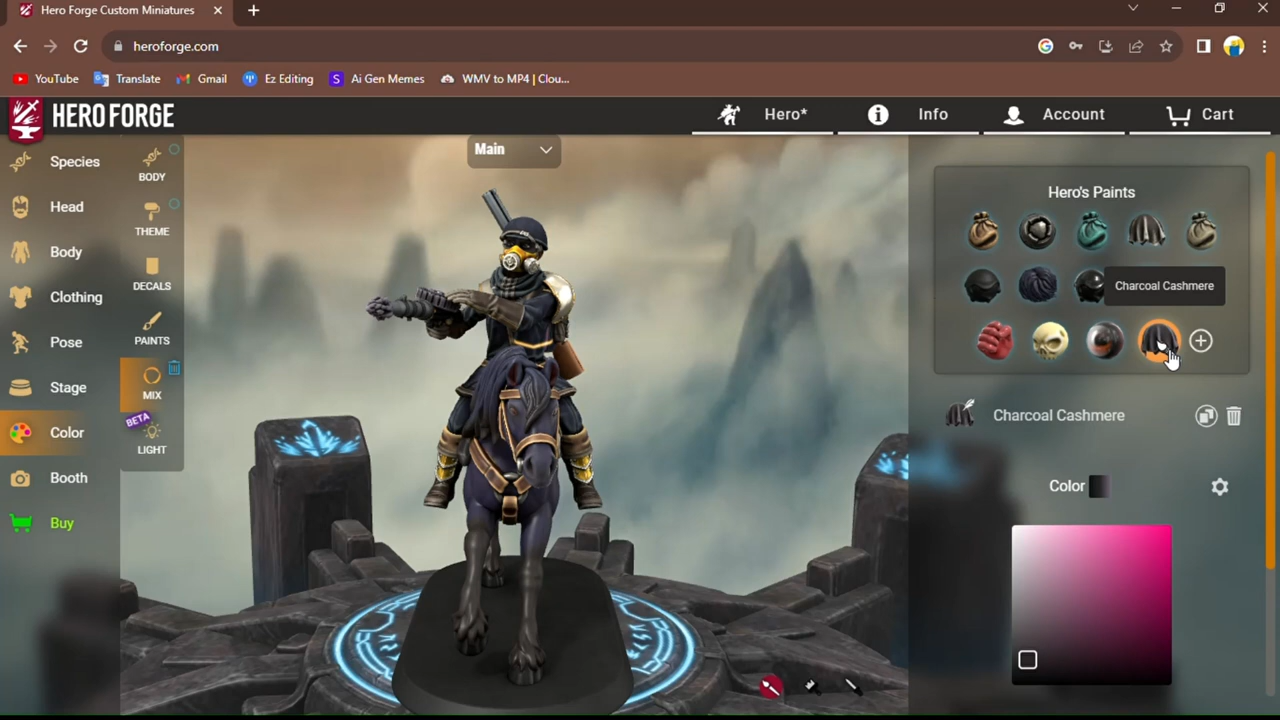 Hero Forge Custom Miniatures
heroforge.com
YouTube Translate Gmail Ez Editing Ai Gen Memes WMV to MP4 | Clou...
HERO FORGE Hero* Info Account Cart
Main
Species
Head
Body
Clothing
Pose
Stage
Color
Booth
Buy
BODY
THEME
DECALS
PAINTS
MIX
BETA
LIGHT
Hero's Paints
Charcoal Cashmere
Charcoal Cashmere
Color